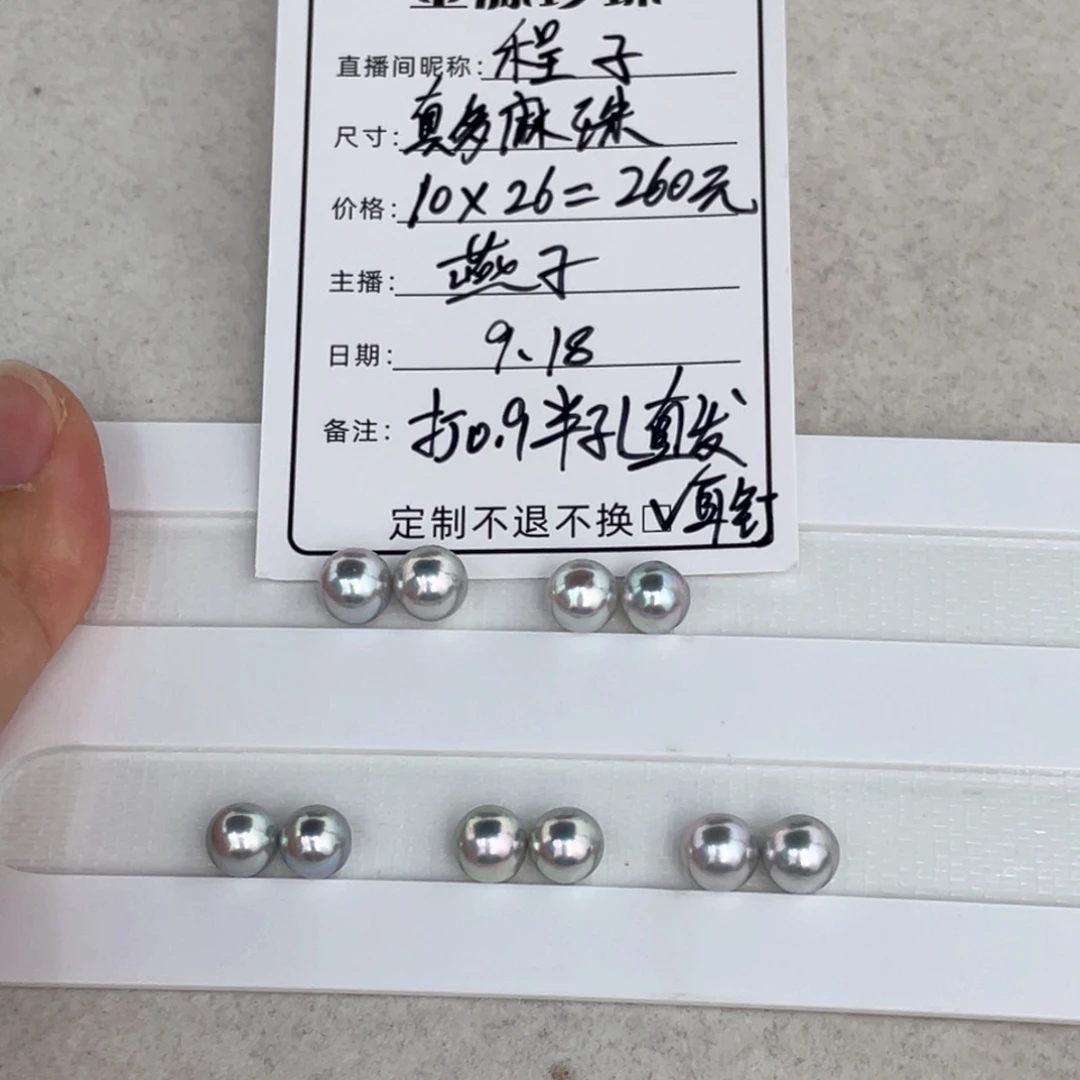 直播间昵称: 程子
尺寸: 真多麻珠
价格: 10×26=260元
主播: 燕子
日期: 9、18
备注: 打0.9半孔直发
定制不退不换☑耳针